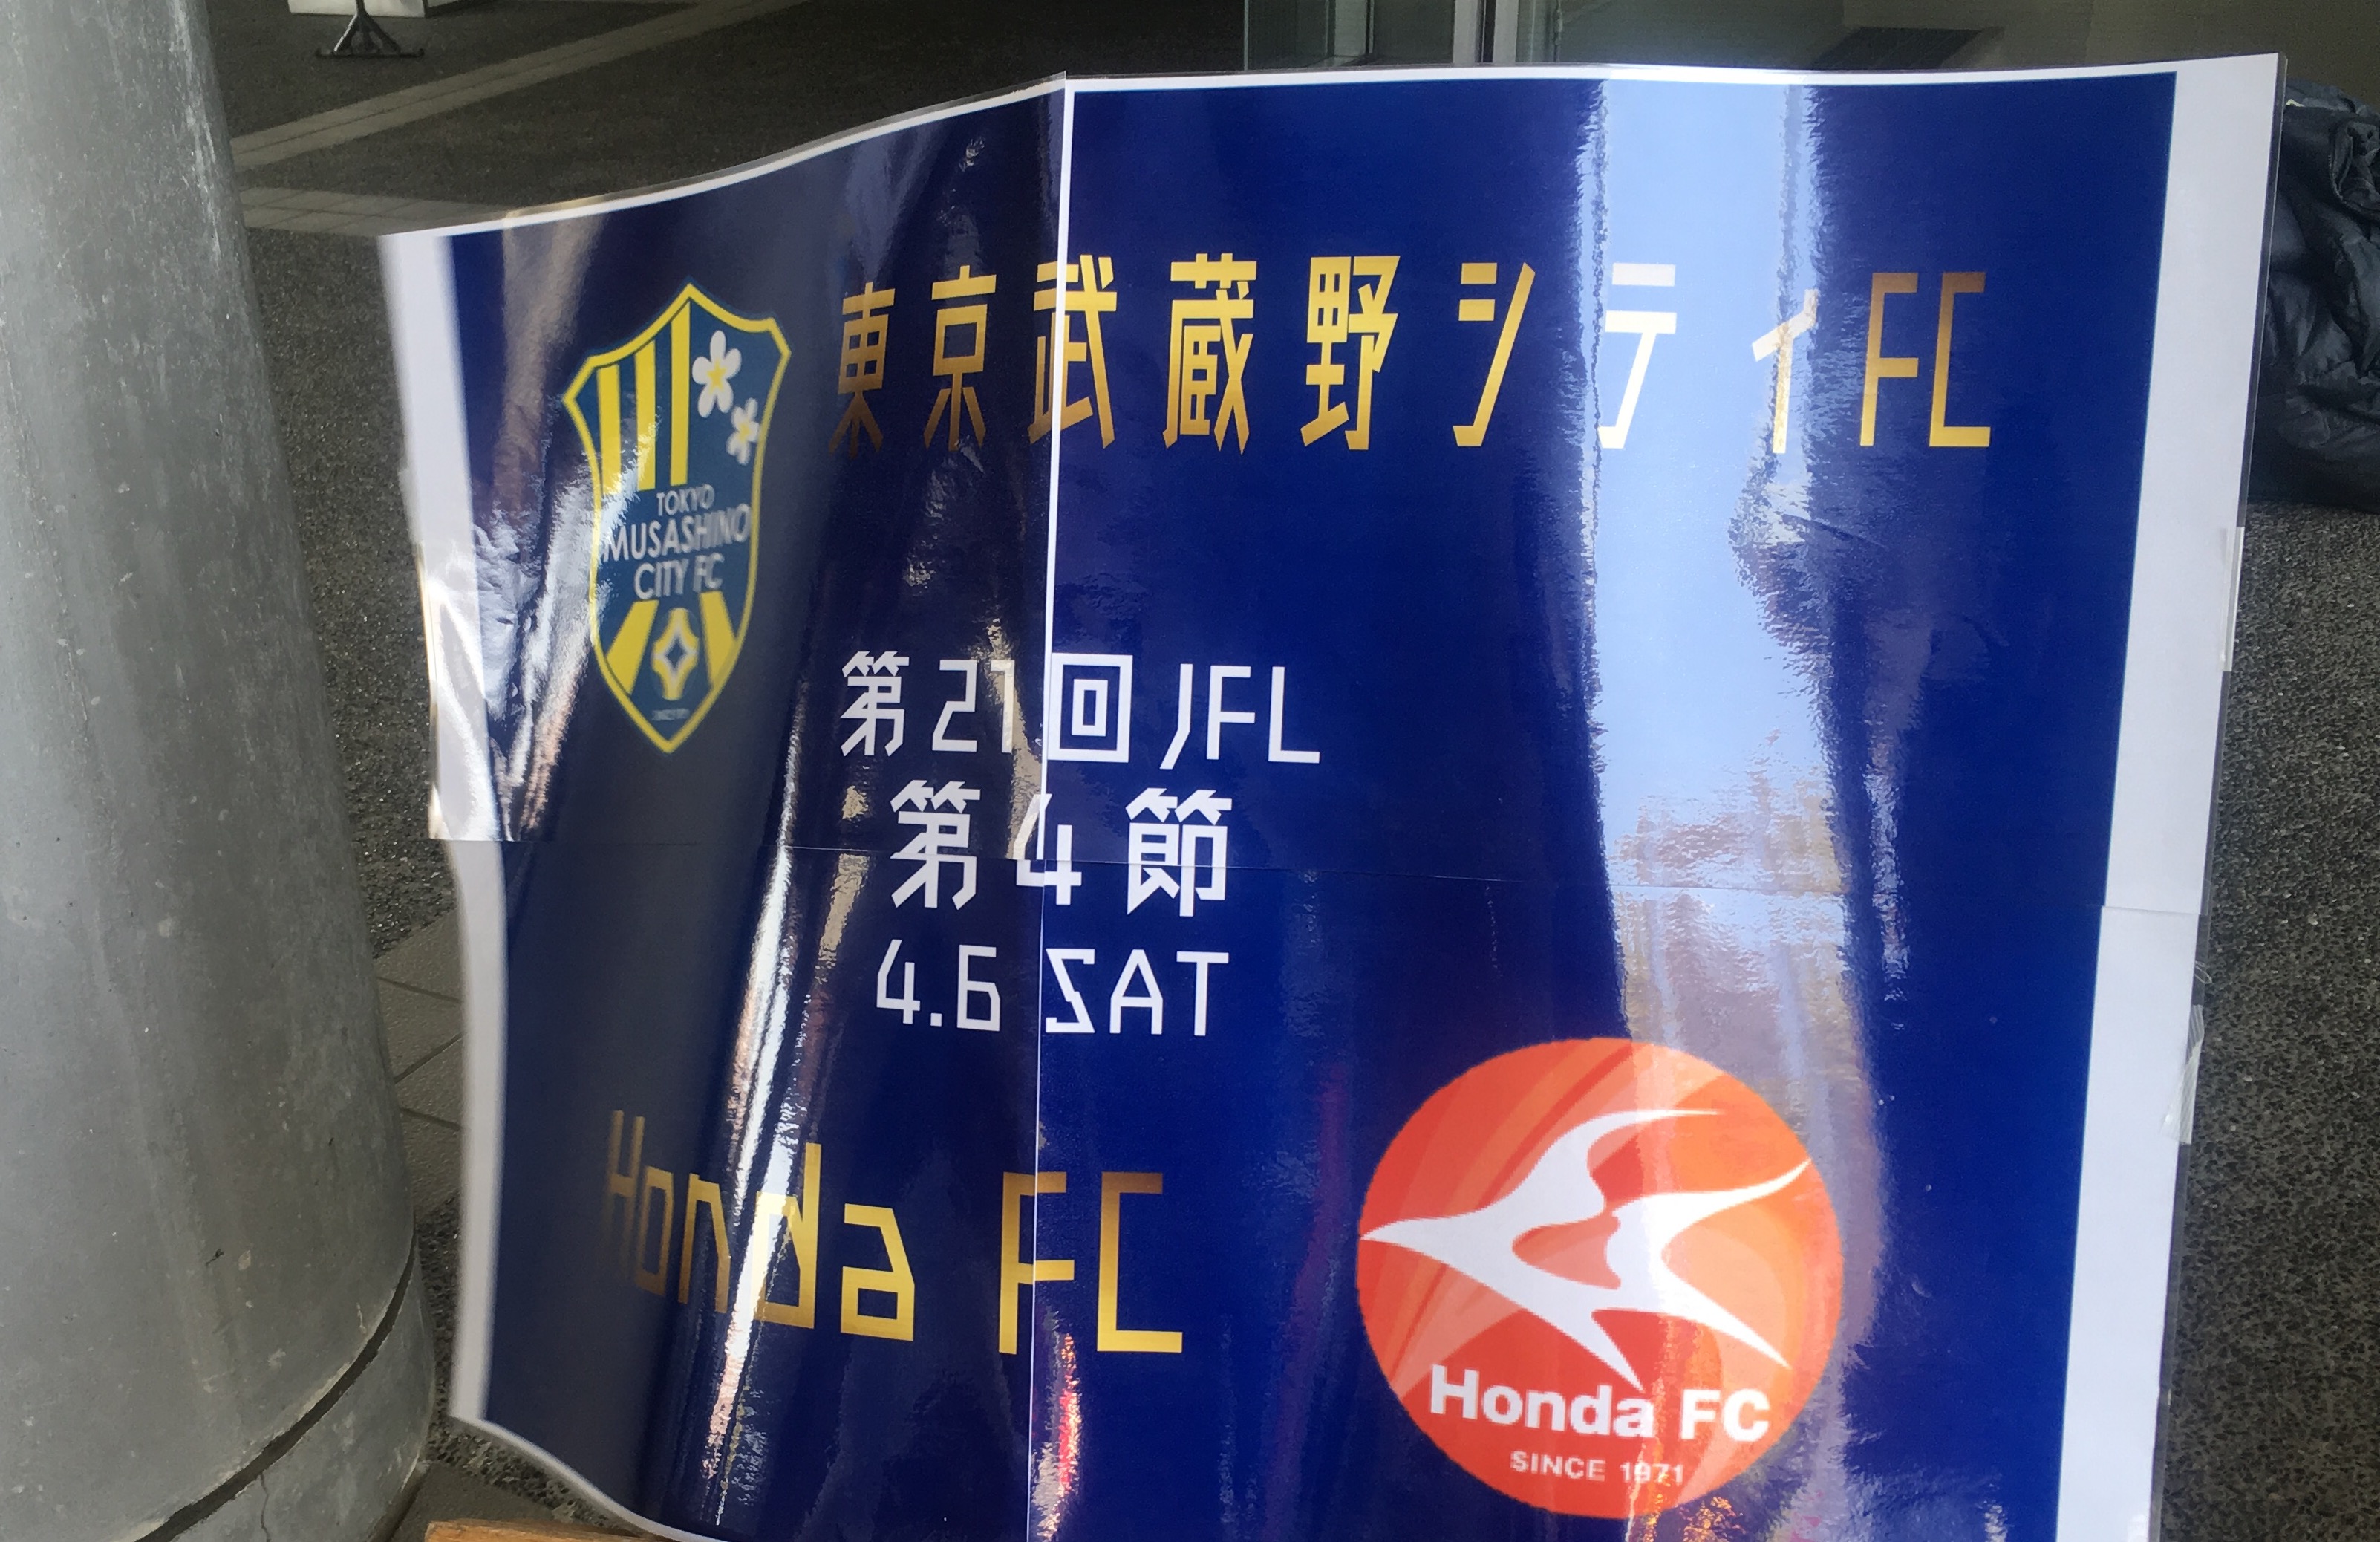 東京武蔵野シティFC
TOKYO
MUSASHINO
CITY FC
第21回JFL
第4節
4.6 SAT
Honda FC
Honda FC
SINCE 1971